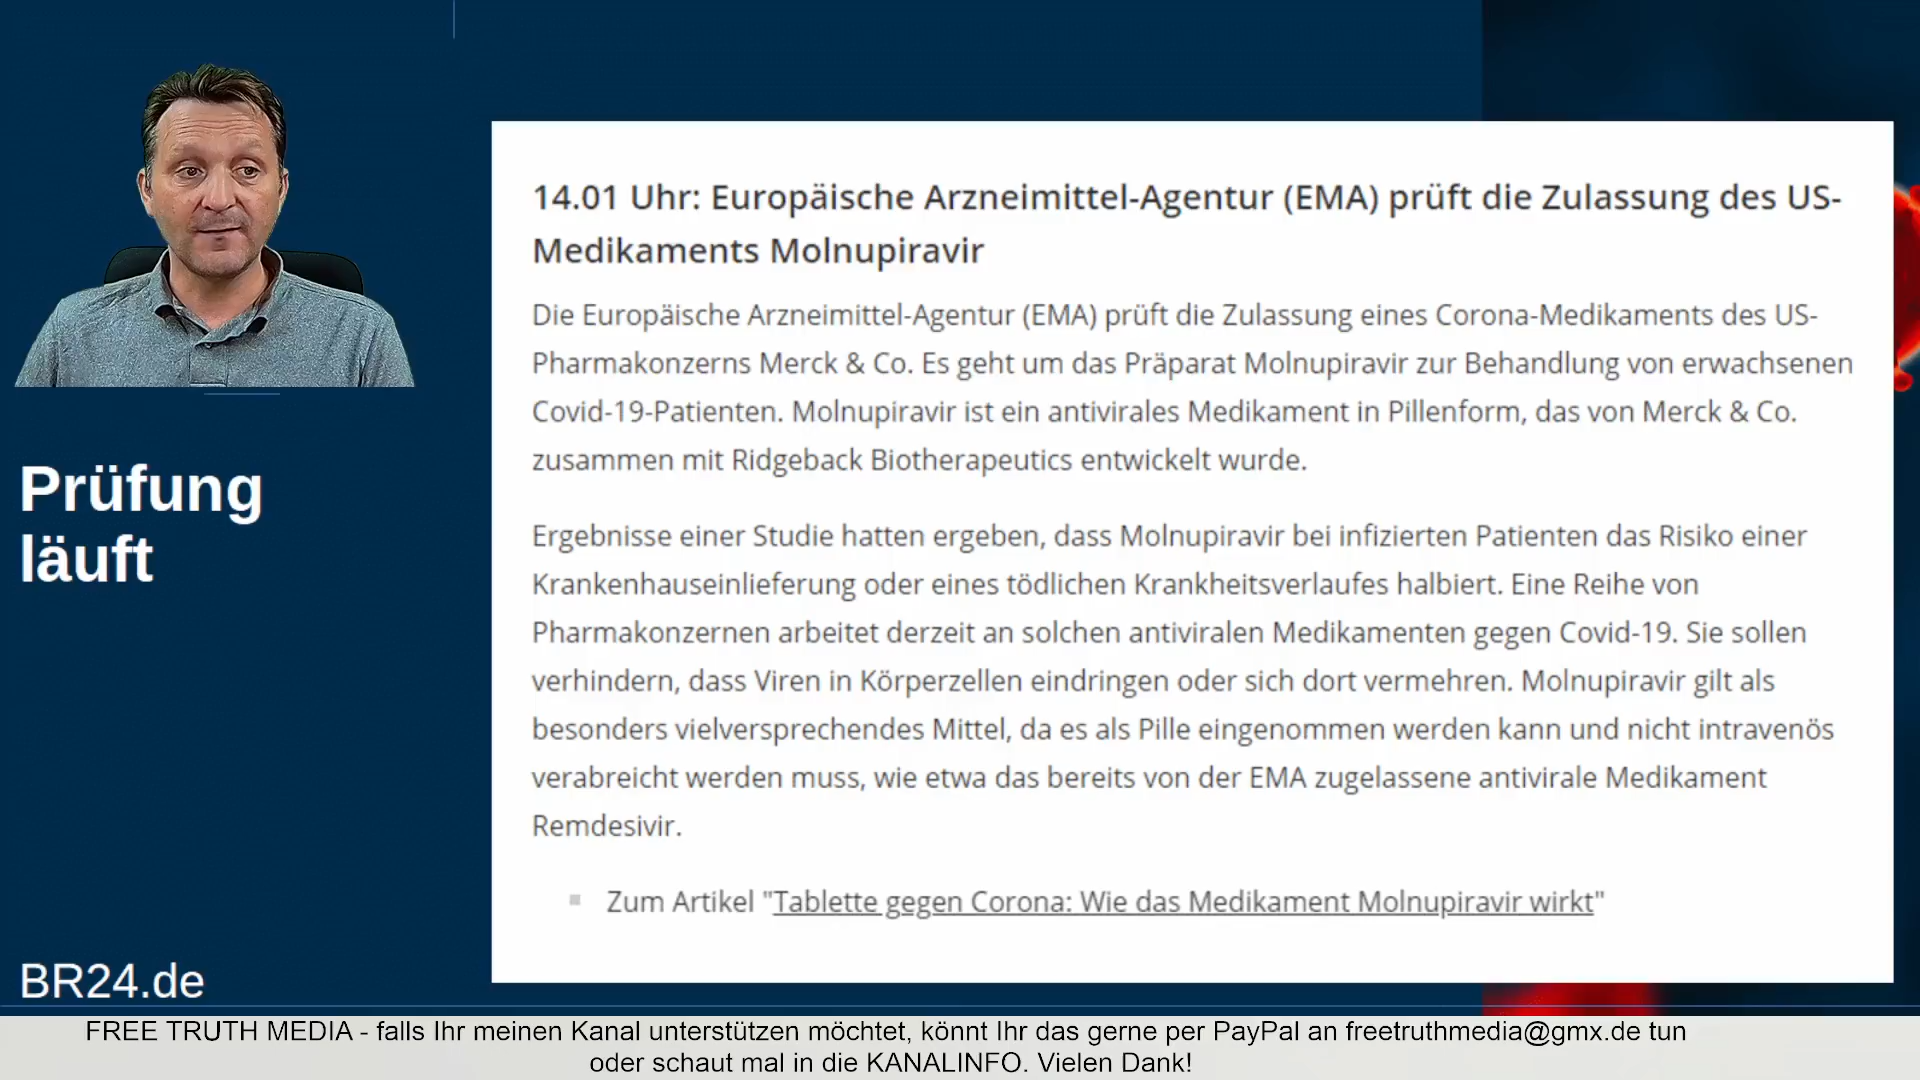 14.01 Uhr: Europäische Arzneimittel-Agentur (EMA) prüft die Zulassung des US-
Medikaments Molnupiravir
Die Europäische Arzneimittel-Agentur (EMA) prüft die Zulassung eines Corona-Medikaments des US-
Pharmakonzerns Merck & Co. Es geht um das Präparat Molnupiravir zur Behandlung von erwachsenen
Covid-19-Patienten. Molnupiravir ist ein antivirales Medikament in Pillenform, das von Merck & Co.
zusammen mit Ridgeback Biotherapeutics entwickelt wurde.
Ergebnisse einer Studie hatten ergeben, dass Molnupiravir bei infizierten Patienten das Risiko einer
Krankenhauseinlieferung oder eines tödlichen Krankheitsverlaufes halbiert. Eine Reihe von
Pharmakonzernen arbeitet derzeit an solchen antiviralen Medikamenten gegen Covid-19. Sie sollen
verhindern, dass Viren in Körperzellen eindringen oder sich dort vermehren. Molnupiravir gilt als
besonders vielversprechendes Mittel, da es als Pille eingenommen werden kann und nicht intravenös
verabreicht werden muss, wie etwa das bereits von der EMA zugelassene antivirale Medikament
Remdesivir.
Zum Artikel "Tablette gegen Corona: Wie das Medikament Molnupiravir wirkt"
Prüfung
läuft
BR24.de
FREE TRUTH MEDIA - falls Ihr meinen Kanal unterstützen möchtet, könnt Ihr das gerne per PayPal an freetruthmedia@gmx.de tun
oder schaut mal in die KANALINFO. Vielen Dank!